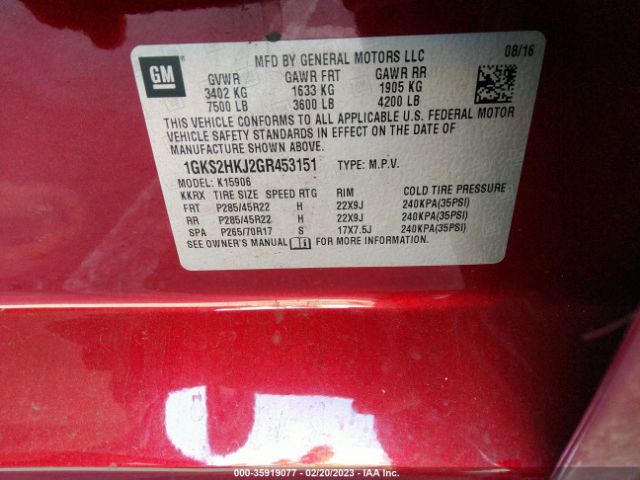 GM
MFD BY GENERAL MOTORS LLC 08/16
GVWR GAWR FRT GAWR RR
3402 KG 1633 KG 1905 KG
7500 LB 3600 LB 4200 LB
THIS VEHICLE CONFORMS TO ALL APPLICABLE U.S. FEDERAL MOTOR
VEHICLE SAFETY STANDARDS IN EFFECT ON THE DATE OF
MANUFACTURE SHOWN ABOVE.
1GKS2HKJ2GR453151 TYPE: M.P.V.
MODEL: K15906
KKRX TIRE SIZE SPEED RTG RIM COLD TIRE PRESSURE
FRT P285/45R22 H 22X9J 240KPA(35PSI)
RR P285/45R22 H 22X9J 240KPA(35PSI)
SPA P265/70R17 S 17X7.5J 240KPA(35PSI)
SEE OWNER'S MANUAL FOR MORE INFORMATION
000-35919077 - 02/20/2023 - IAA Inc.